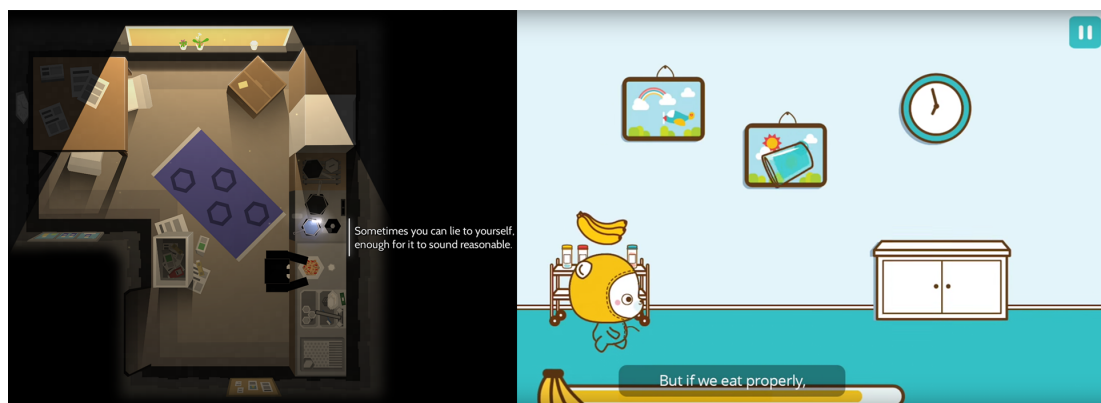 Sometimes you can lie to yourself,
enough for it to sound reasonable.
But if we eat properly,